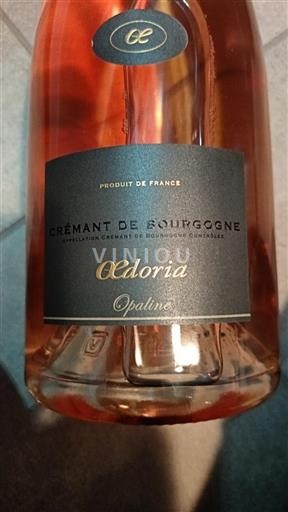 œ
PRODUIT DE FRANCE
CRÉMANT DE BOURGOGNE
APPELLATION CRÉMANT DE BOURGOGNE CONTRÔLÉE
VINIOU
œdoria
Opaline